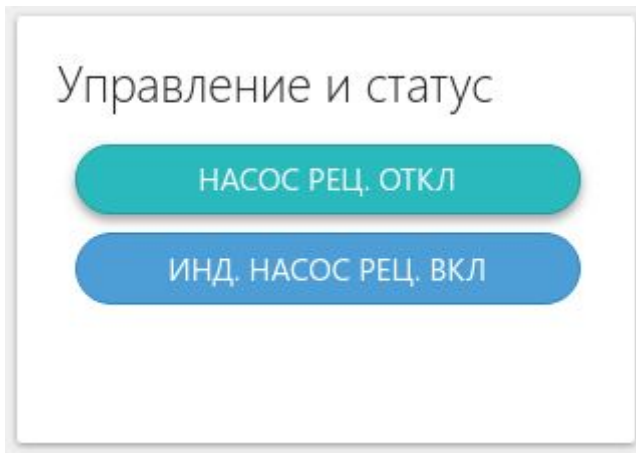 Управление и статус
НАСОС РЕЦ. ОТКЛ
ИНД. НАСОС РЕЦ. ВКЛ